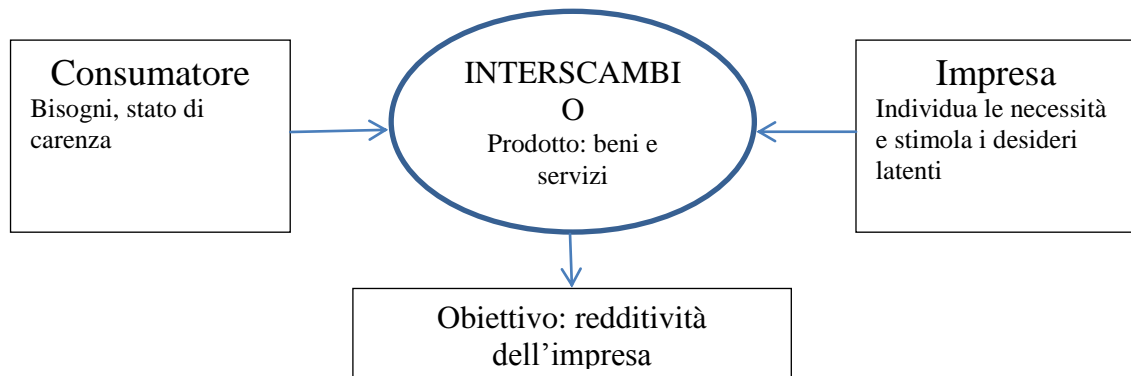 Consumatore
Bisogni, stato di
carenza
INTERSCAMBI
O
Prodotto: beni e
servizi
Impresa
Individua le necessità
e stimola i desideri
latenti
Obiettivo: redditività
dell’impresa